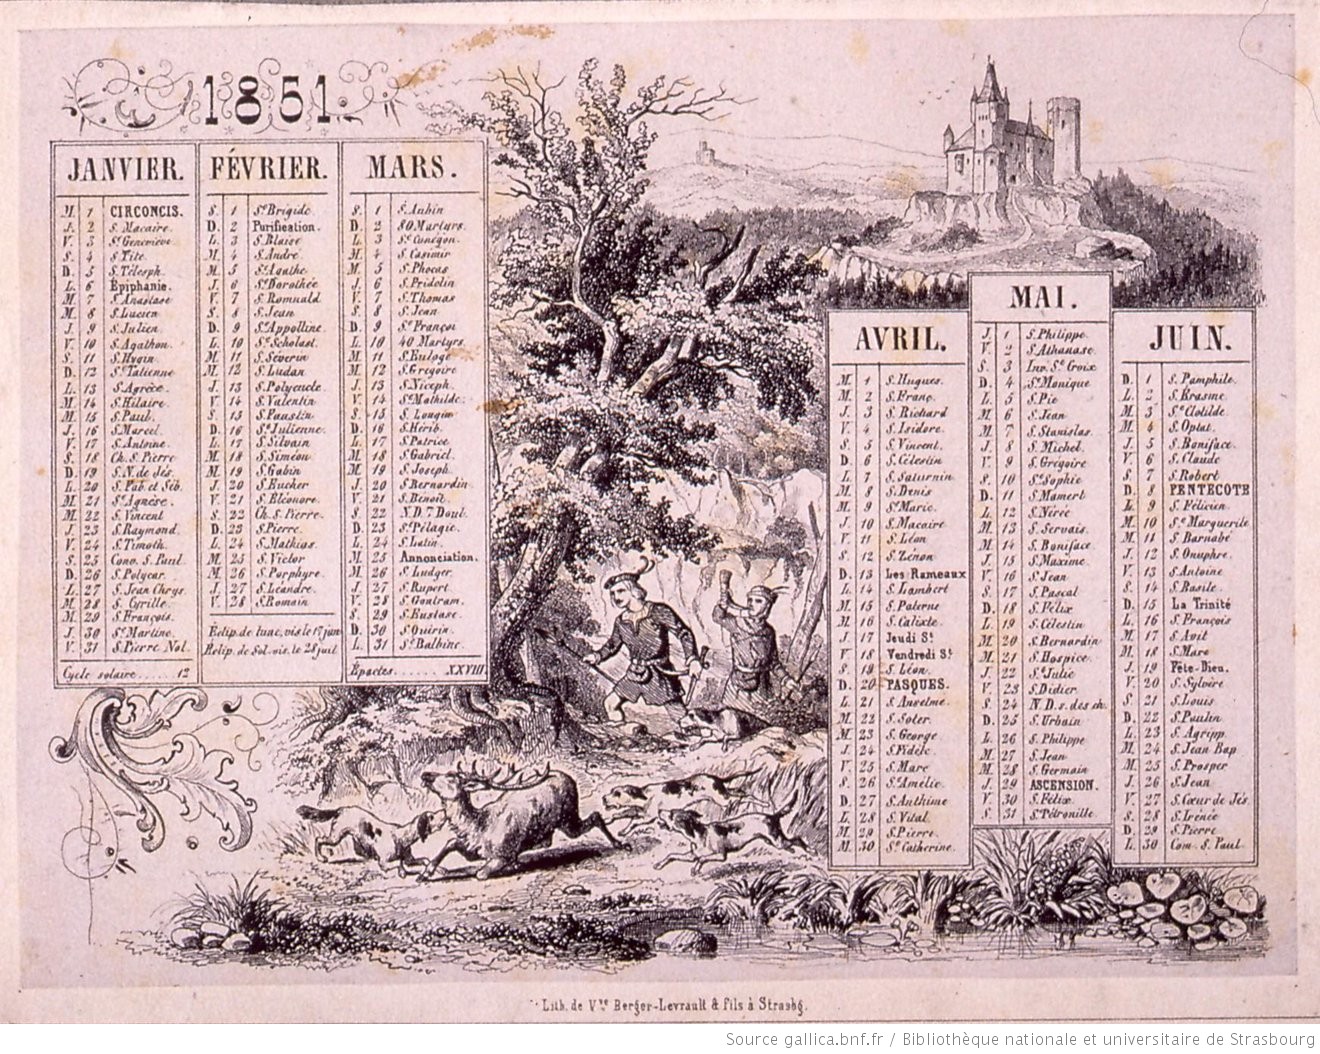 1851
JANVIER.
M. 1 CIRCONCIS.
J. 2 S. Macaire.
V. 3 Ste Geneviève
S. 4 S. Tite.
D. 5 S. Télesph.
L. 6 Épiphanie.
M. 7 S. Anastase
M. 8 S. Lucien
J. 9 S. Julien
V. 10 S. Agathon.
S. 11 S. Hygin
D. 12 Ste Tatienne
L. 13 S. Agrèce.
M. 14 S. Hilaire
M. 15 S. Paul.
J. 16 S. Marcel.
V. 17 S. Antoine.
S. 18 Ch. S. Pierre
D. 19 S. N. de Jés.
L. 20 S. Fab. et Séb.
M. 21 Ste Agnèse.
M. 22 S. Vincent
J. 23 S. Raymond.
V. 24 S. Timoth.
S. 25 Conv. S. Paul
D. 26 S. Polycar.
L. 27 S. Jean Chrys.
M. 28 S. Cyrille.
M. 29 S. François.
J. 30 Ste Martine.
V. 31 S. Pierre Nol.
Cycle solaire...... 12
FÉVRIER.
S. 1 Ste Brigide
D. 2 Purification.
L. 3 S. Blaise
M. 4 S. André
M. 5 Ste Agathe
J. 6 Ste Dorothée
V. 7 S. Romuald
S. 8 S. Jean
D. 9 Ste Appolline.
L. 10 Ste Scholast.
M. 11 S. Séverin
M. 12 S. Ludan
J. 13 S. Polyeucte.
V. 14 S. Valentin
S. 15 S. Faustin
D. 16 Ste Julienne.
L. 17 S. Silvain
M. 18 S. Siméon
M. 19 S. Gabin
J. 20 S. Eucher
V. 21 S. Eléonore.
S. 22 Ch. S. Pierre.
D. 23 S. Pierre.
L. 24 S. Mathias.
M. 25 S. Victor
M. 26 S. Porphyre.
J. 27 S. Léandre.
V. 28 S. Romain
Eclip. de lune, vis. le 17 jan
Eclip. de Sol. vis. le 28 juil
MARS.
S. 1 S. Aubin
D. 2 80 Martyrs.
L. 3 Ste Cunégon.
M. 4 S. Casimir
M. 5 S. Phocas
J. 6 S. Fridolin
V. 7 S. Thomas
S. 8 S. Jean
D. 9 Ste Françoi
L. 10 40 Martyrs.
M. 11 S. Euloge
M. 12 S. Grégoire
J. 13 S. Niceph.
V. 14 Ste Mathilde.
S. 15 S. Longin
D. 16 S. Hérib.
L. 17 S. Patrice
M. 18 S. Gabriel.
M. 19 S. Joseph.
J. 20 S. Bernardin
V. 21 S. Benoît.
S. 22 N. D. 7 Doul.
D. 23 Ste Pélagie.
L. 24 S. Latin.
M. 25 Annonciation.
M. 26 S. Ludger.
J. 27 S. Rupert
V. 28 S. Gontram.
S. 29 S. Eustase.
D. 30 S. Quirin.
L. 31 Ste Balbine.
Épactes....... XXVIII
AVRIL.
M. 1 S. Hugues.
M. 2 S. Franç.
J. 3 S. Richard
V. 4 S. Isidore.
S. 5 S. Vincent.
D. 6 S. Célestin
L. 7 S. Saturnin
M. 8 S. Denis
M. 9 Ste Marie.
J. 10 S. Macaire
V. 11 S. Léon
S. 12 S. Zénon
D. 13 Les Rameaux
L. 14 S. Lambert
M. 15 S. Paterne
M. 16 S. Calixte.
J. 17 Jeudi St
V. 18 Vendredi St
S. 19 S. Léon.
D. 20 PASQUES.
L. 21 S. Anselme.
M. 22 S. Soter.
M. 23 S. George
J. 24 S. Fidèle.
V. 25 S. Marc
S. 26 Ste Amélie.
D. 27 S. Anthime
L. 28 S. Vital.
M. 29 S. Pierre.
M. 30 Ste Catherine.
MAI.
J. 1 S. Philippe.
V. 2 S. Athanase.
S. 3 Inv. Ste Croix
D. 4 Ste Monique
L. 5 S. Pie
M. 6 S. Jean
M. 7 S. Stanislas.
J. 8 S. Michel.
V. 9 S. Grégoire
S. 10 Ste Sophie
D. 11 S. Mamert
L. 12 S. Nérée
M. 13 S. Servais.
M. 14 S. Boniface.
J. 15 S. Maxime.
V. 16 S. Jean
S. 17 S. Pascal
D. 18 S. Félix
L. 19 S. Célestin
M. 20 S. Bernardin
M. 21 S. Hospice.
J. 22 Ste Julie
V. 23 S. Didier.
S. 24 N. D. s. des ch.
D. 25 S. Urbain
L. 26 S. Philippe
M. 27 S. Jean
M. 28 S. Germain
J. 29 ASCENSION.
V. 30 S. Félix.
S. 31 Ste Pétronille
JUIN.
D. 1 S. Pamphile.
L. 2 S. Erasme.
M. 3 Ste Clotilde.
M. 4 S. Optat.
J. 5 S. Boniface.
V. 6 S. Claude
S. 7 S. Robert
D. 8 PENTECOTE
L. 9 S. Félicien.
M. 10 Ste Marguerite
M. 11 S. Barnabé
J. 12 S. Onuphre.
V. 13 S. Antoine
S. 14 S. Basile.
D. 15 La Trinité
L. 16 S. François
M. 17 S. Avit
M. 18 S. Marc
J. 19 Fête-Dieu.
V. 20 S. Sylvère
S. 21 S. Louis
D. 22 S. Paulin
L. 23 S. Agripp.
M. 24 S. Jean Bap
M. 25 S. Prosper
J. 26 S. Jean
V. 27 S. Cœur de Jés.
S. 28 S. Irénée
D. 29 S. Pierre
L. 30 Com. S. Paul.
Lith. de Vve Berger-Levrault & fils à Strasbg.
Source gallica.bnf.fr / Bibliothèque nationale et universitaire de Strasbourg